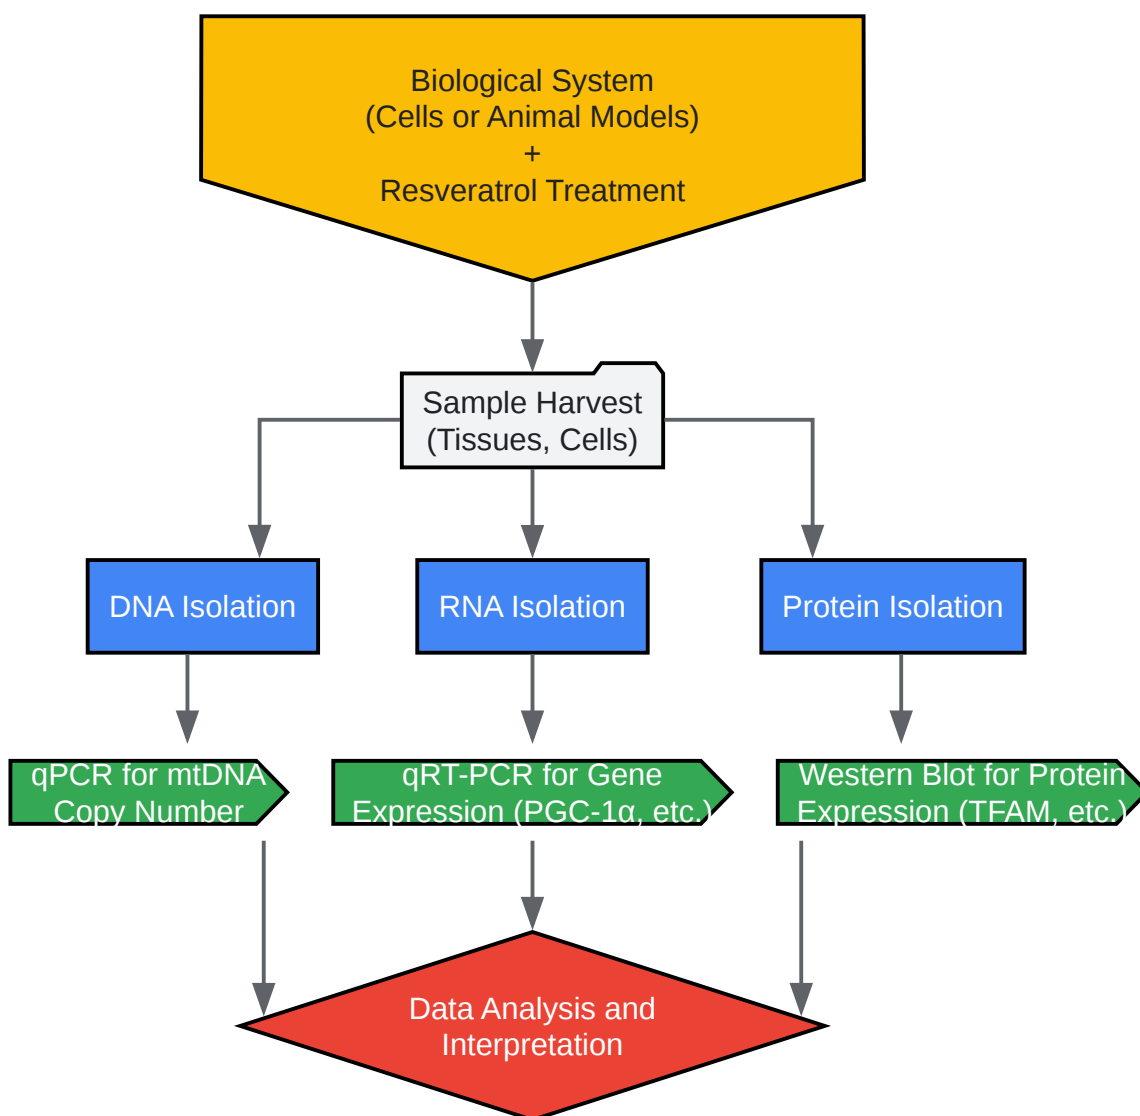 Biological System
(Cells or Animal Models)
+
Resveratrol Treatment
Sample Harvest
(Tissues, Cells)
DNA Isolation
RNA Isolation
Protein Isolation
qPCR for mtDNA
Copy Number
qRT-PCR for Gene
Expression (PGC-1α, etc.)
Western Blot for Protein
Expression (TFAM, etc.)
Data Analysis and
Interpretation